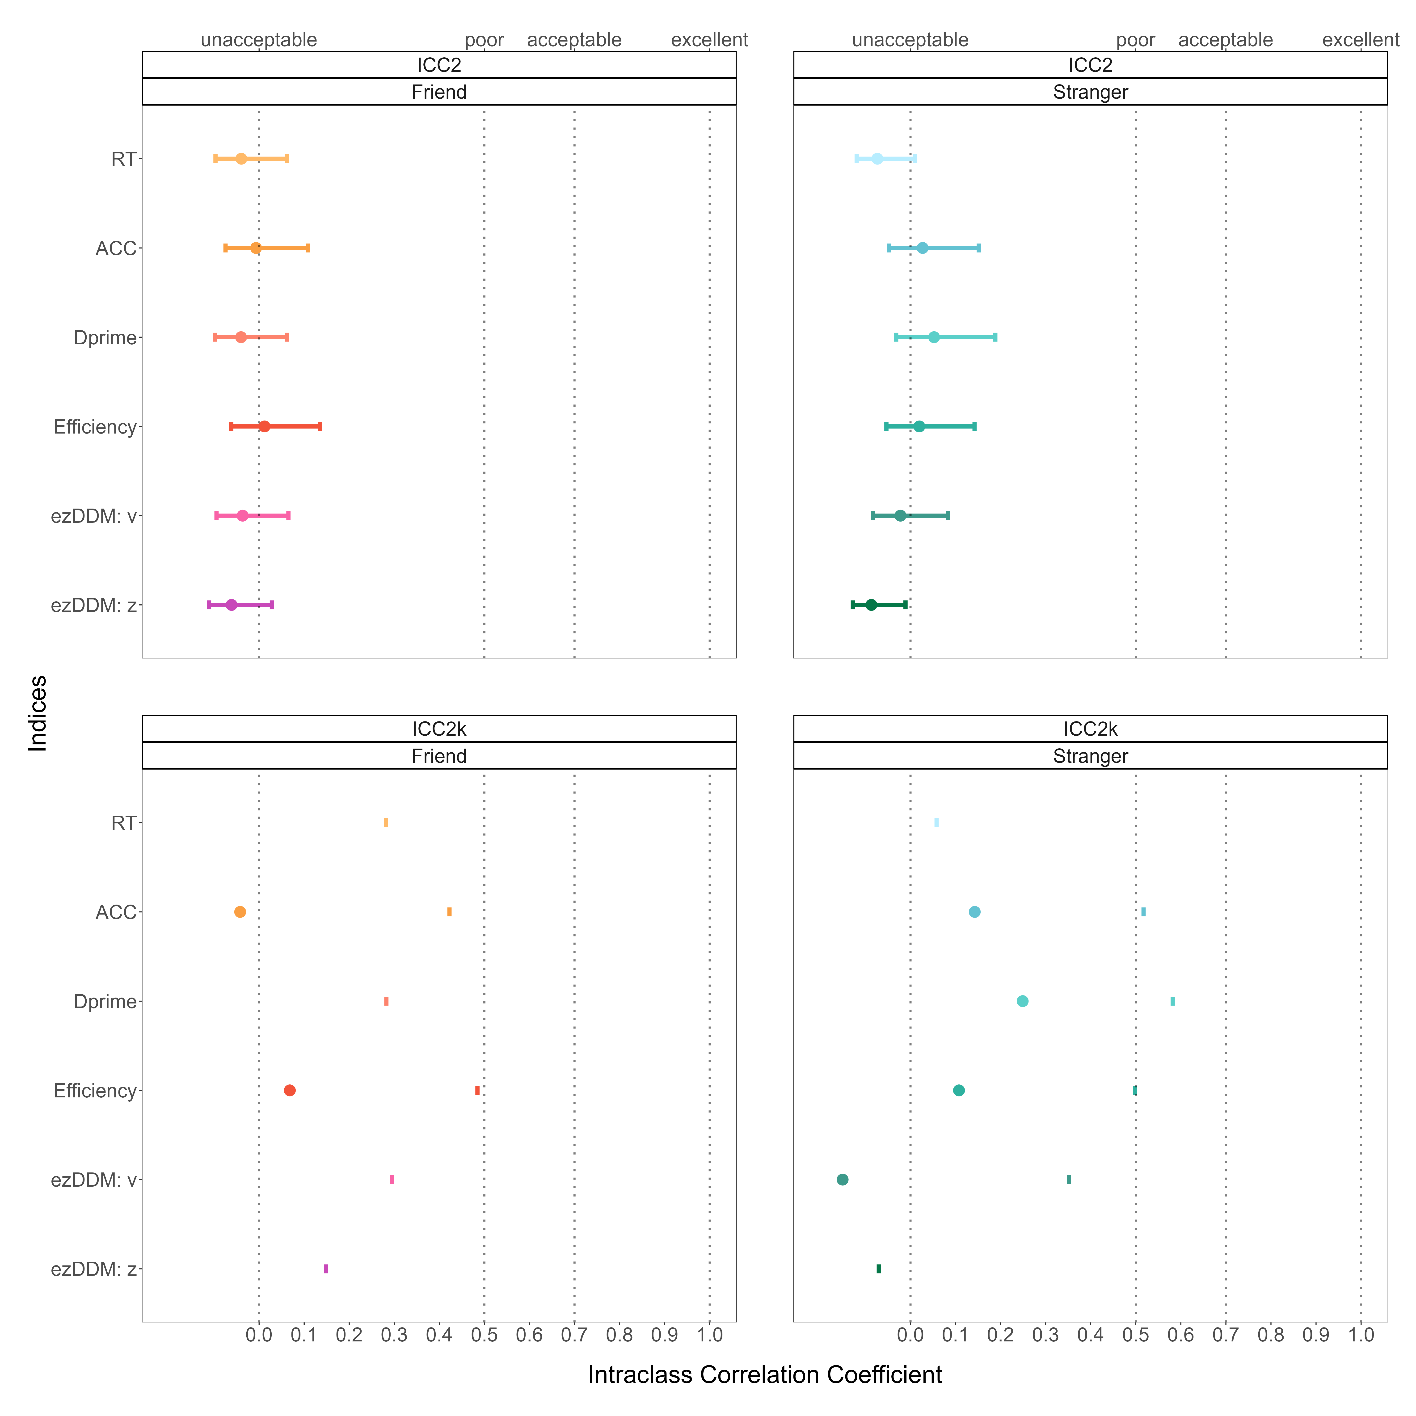 unacceptable poor acceptable excellent unacceptable poor acceptable excellent
ICC2 ICC2
Friend Stranger
RT
ACC
Dprime
Efficiency
ezDDM: v
ezDDM: z
Indices
ICC2k ICC2k
Friend Stranger
RT
ACC
Dprime
Efficiency
ezDDM: v
ezDDM: z
0.0 0.1 0.2 0.3 0.4 0.5 0.6 0.7 0.8 0.9 1.0 0.0 0.1 0.2 0.3 0.4 0.5 0.6 0.7 0.8 0.9 1.0
Intraclass Correlation Coefficient